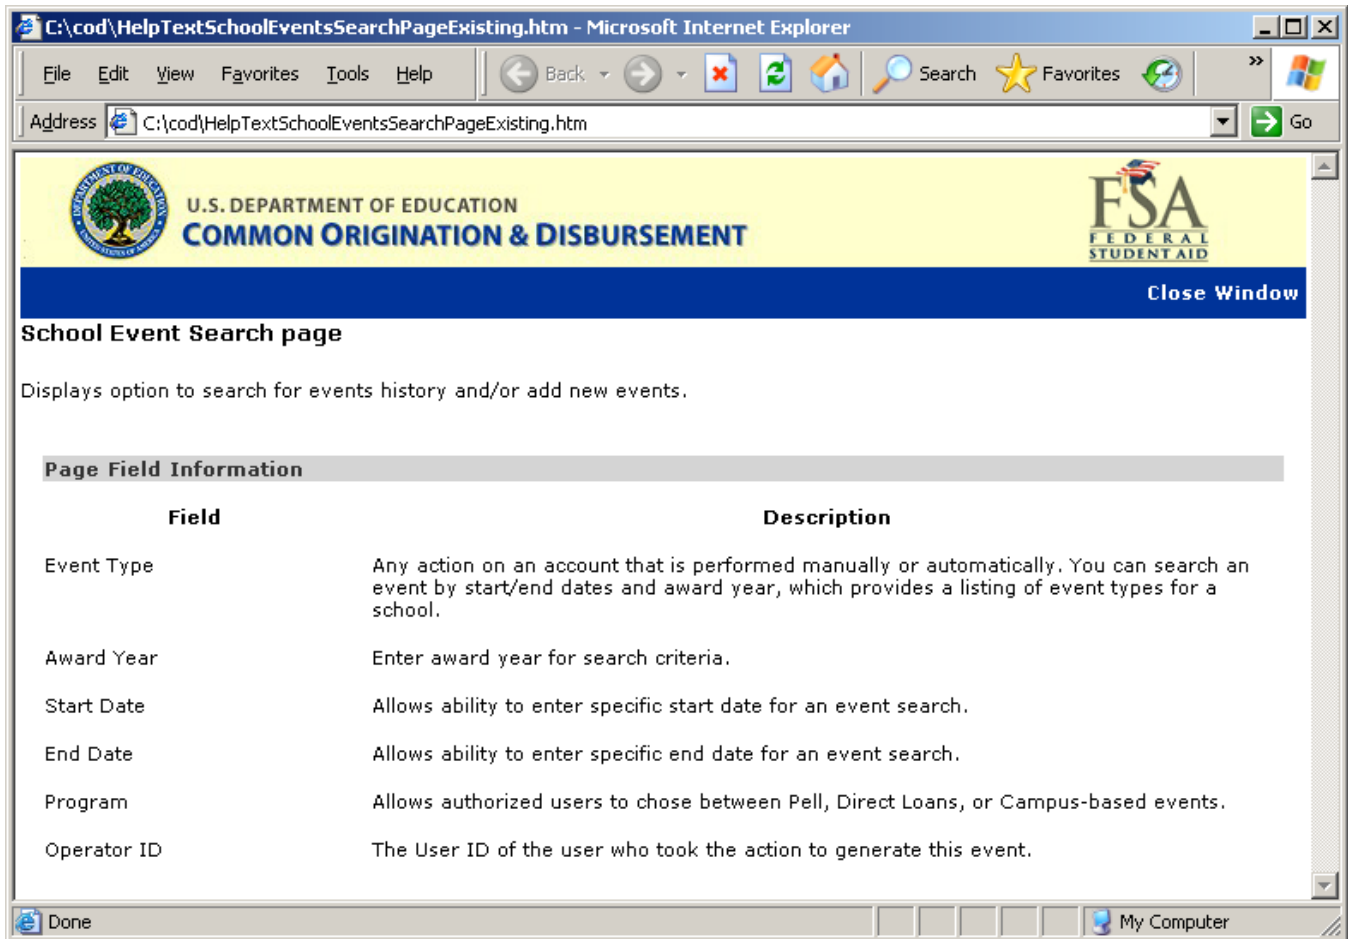 C:\cod\HelpTextSchoolEventsSearchPageExisting.htm - Microsoft Internet Explorer
File Edit View Favorites Tools Help Back Search Favorites »
Address C:\cod\HelpTextSchoolEventsSearchPageExisting.htm Go
DEPARTMENT OF EDUCATION
UNITED STATES OF AMERICA
U.S. DEPARTMENT OF EDUCATION
COMMON ORIGINATION & DISBURSEMENT
FSA
FEDERAL
STUDENT AID
Close Window
School Event Search page
Displays option to search for events history and/or add new events.
Page Field Information
Field Description
Event Type Any action on an account that is performed manually or automatically. You can search an
event by start/end dates and award year, which provides a listing of event types for a
school.
Award Year Enter award year for search criteria.
Start Date Allows ability to enter specific start date for an event search.
End Date Allows ability to enter specific end date for an event search.
Program Allows authorized users to chose between Pell, Direct Loans, or Campus-based events.
Operator ID The User ID of the user who took the action to generate this event.
Done My Computer